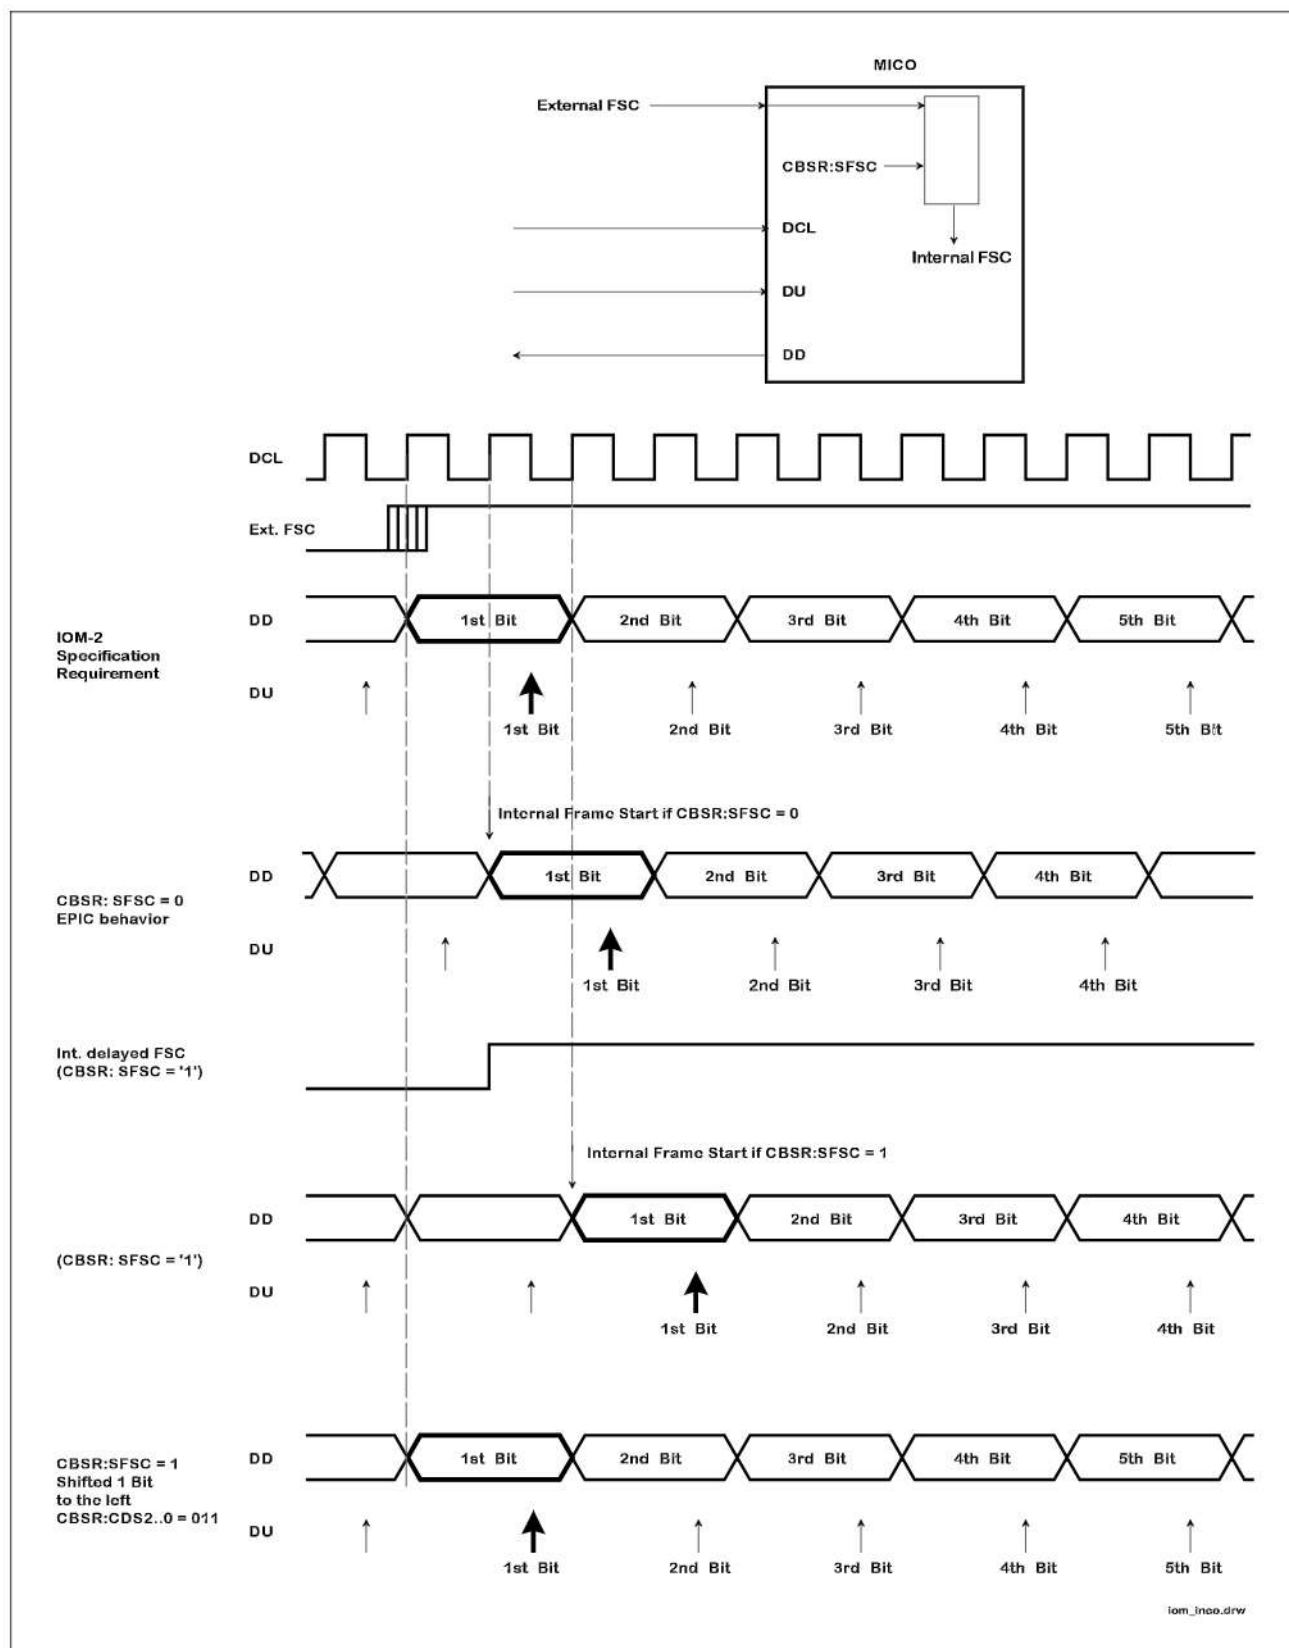 MICO
External FSC
CBSR:SFSC
DCL
Internal FSC
DU
DD
DCL
Ext. FSC
IOM-2
Specification
Requirement
DD
1st Bit 2nd Bit 3rd Bit 4th Bit 5th Bit
DU
1st Bit 2nd Bit 3rd Bit 4th Bit 5th Bit
Internal Frame Start if CBSR:SFSC = 0
CBSR: SFSC = 0
EPIC behavior
DD
1st Bit 2nd Bit 3rd Bit 4th Bit
DU
1st Bit 2nd Bit 3rd Bit 4th Bit
Int. delayed FSC
(CBSR: SFSC = '1')
Internal Frame Start if CBSR:SFSC = 1
DD
1st Bit 2nd Bit 3rd Bit 4th Bit
(CBSR: SFSC = '1')
DU
1st Bit 2nd Bit 3rd Bit 4th Bit
CBSR:SFSC = 1
Shifted 1 Bit
to the left
CBSR:CDS2..0 = 011
DD
1st Bit 2nd Bit 3rd Bit 4th Bit 5th Bit
DU
1st Bit 2nd Bit 3rd Bit 4th Bit 5th Bit
iom_inco.drw